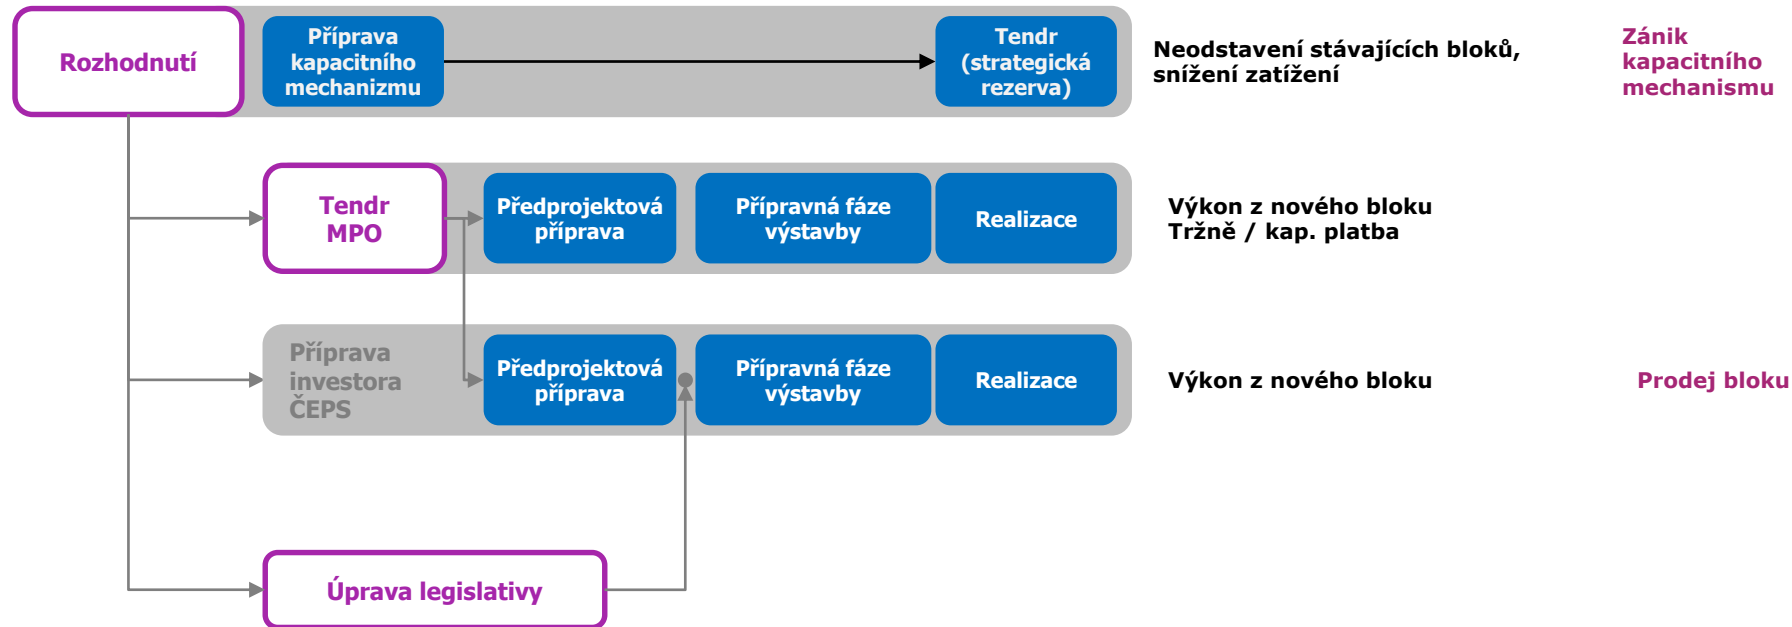 Rozhodnutí
Příprava
kapacitního
mechanizmu
Tendr
(strategická
rezerva)
Neodstavení stávajících bloků,
snížení zatížení
Zánik
kapacitního
mechanismu
Tendr
MPO
Předprojektová
příprava
Přípravná fáze
výstavby
Realizace
Výkon z nového bloku
Tržně / kap. platba
Příprava
investora
ČEPS
Předprojektová
příprava
Přípravná fáze
výstavby
Realizace
Výkon z nového bloku
Prodej bloku
Úprava legislativy